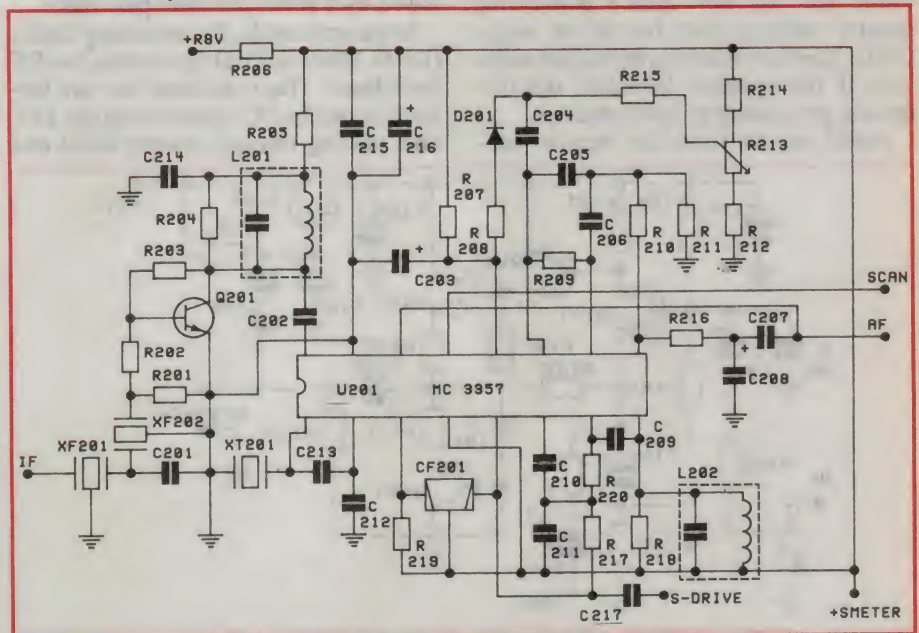 +R8V
R206
R205
C 215
C 216
+
D201
C204
R215
R214
R213
C214
L201
C205
R204
R 207
R 208
C 206
R 210
R 211
R 212
R203
C203
+
R209
Q201
C202
SCAN
R216
C207
AF
R202
+
C208
R201
U201
MC 3357
XF202
C 209
XF201
C201
XT201
C213
IF
CF201
C 210
R 220
L202
C 212
R 219
C 211
R 217
R 218
C217
S-DRIVE
+SMETER